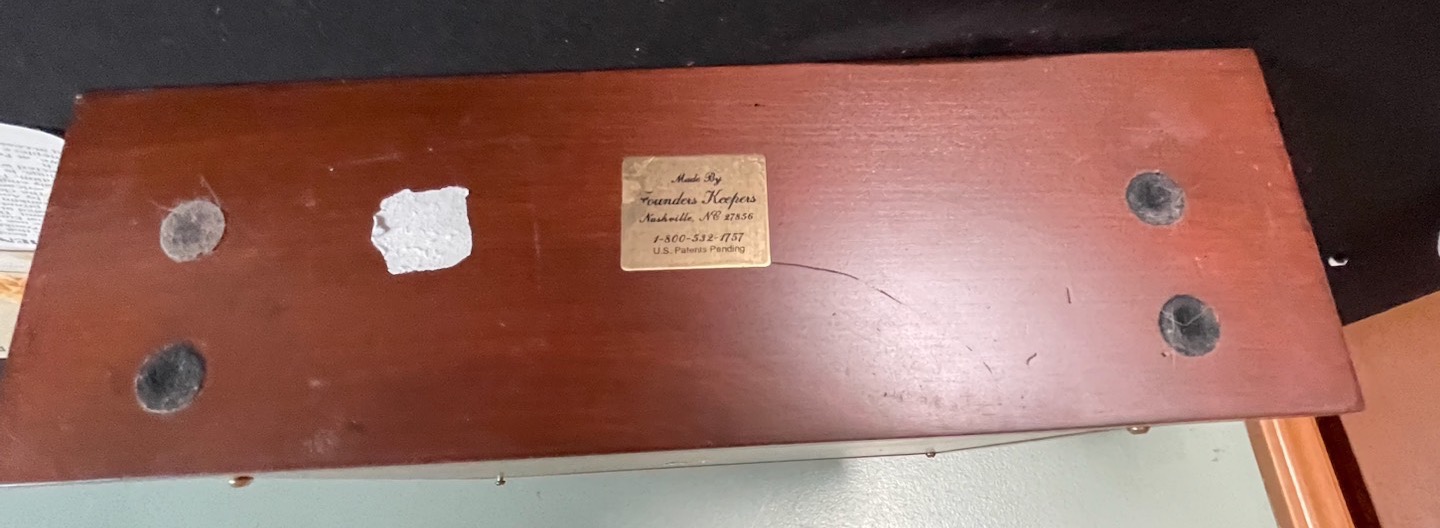 Made By
Founders Keepers
Nashville, NC 27856
1-800-532-1757
U.S. Patents Pending